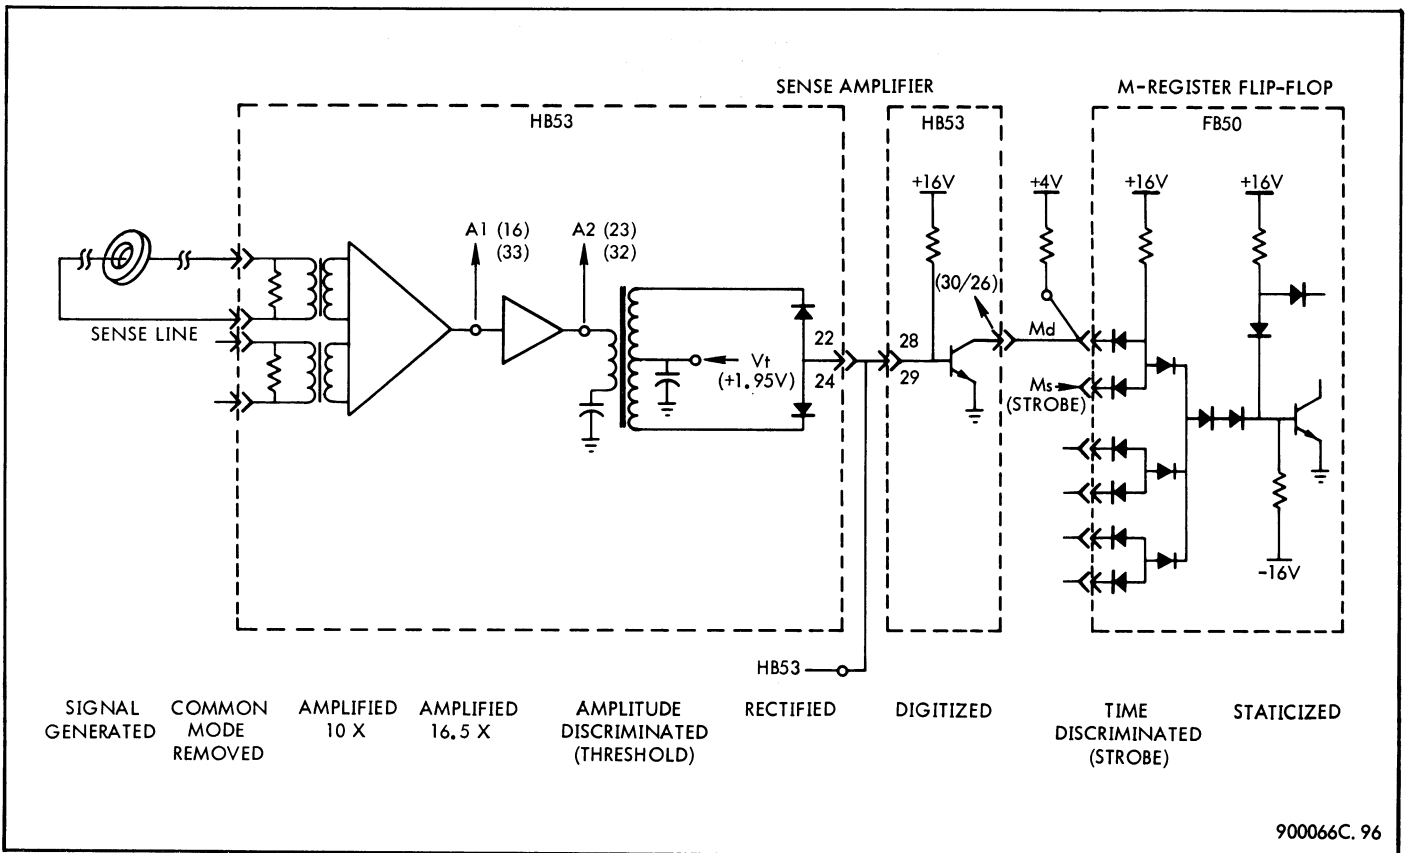 SENSE AMPLIFIER
M-REGISTER FLIP-FLOP
HB53
HB53
FB50
+16V
+4V
+16V
+16V
A1 (16)
(33)
A2 (23)
(32)
(30/26)
SENSE LINE
22
24
Vt
(+1.95V)
28
29
Md
Ms
(STROBE)
-16V
HB53
SIGNAL
GENERATED
COMMON
MODE
REMOVED
AMPLIFIED
10 X
AMPLIFIED
16.5 X
AMPLITUDE
DISCRIMINATED
(THRESHOLD)
RECTIFIED
DIGITIZED
TIME
DISCRIMINATED
(STROBE)
STATICIZED
900066C.96